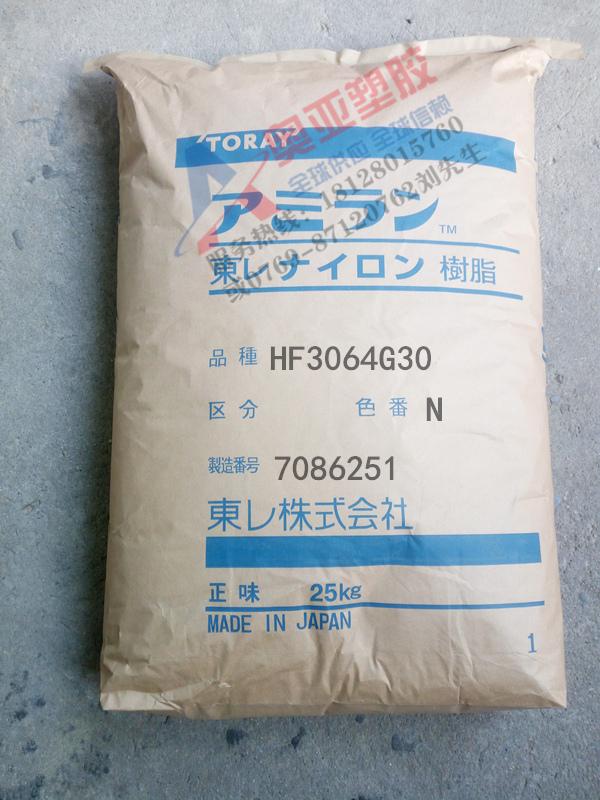 TORAY
アミラン™
東レナイロン 樹脂
品種 HF3064G30
区分 色番 N
製造番号 7086251
東レ株式会社
正味 25kg
MADE IN JAPAN
1
奥亚塑胶
全球供应 全球信赖
服务热线：18128015760
或0769-87120762刘先生